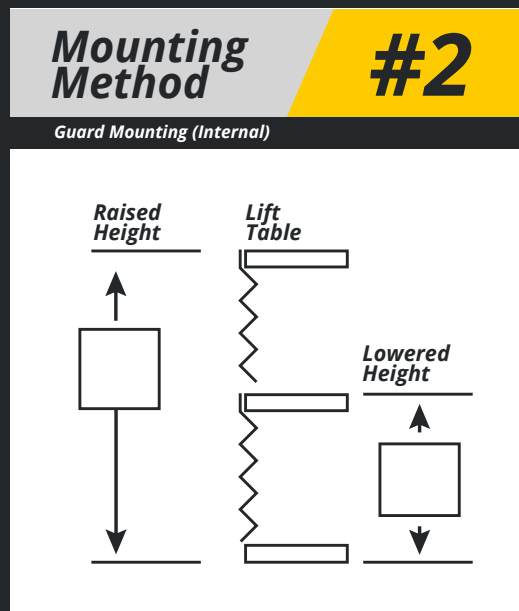 Mounting
Method
#2
Guard Mounting (Internal)
Raised
Height
Lift
Table
Lowered
Height